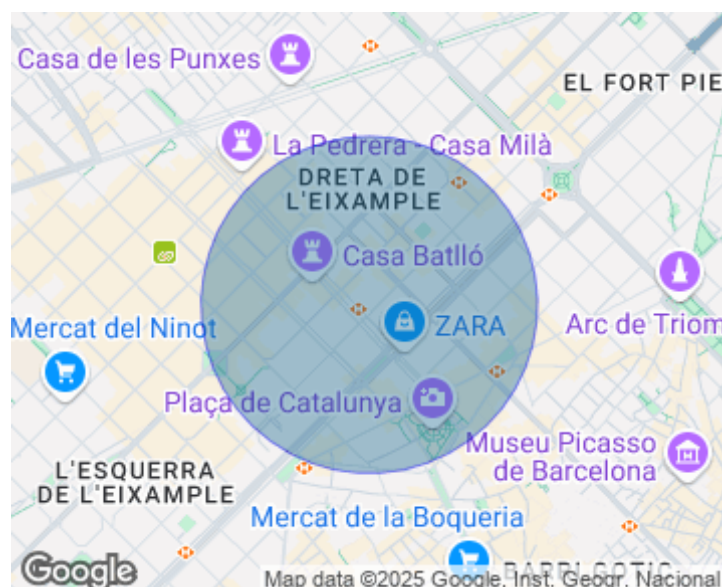 Casa de les Punxes
EL FORT PIE
La Pedrera - Casa Milà
DRETA DE
L'EIXAMPLE
Casa Batlló
Mercat del Ninot
ZARA
Arc de Triom
Plaça de Catalunya
Museu Picasso
de Barcelona
L'ESQUERRA
DE L'EIXAMPLE
Mercat de la Boqueria
BARRI GÒTIC
Google
Map data ©2025 Google, Inst. Geogr. Nacional